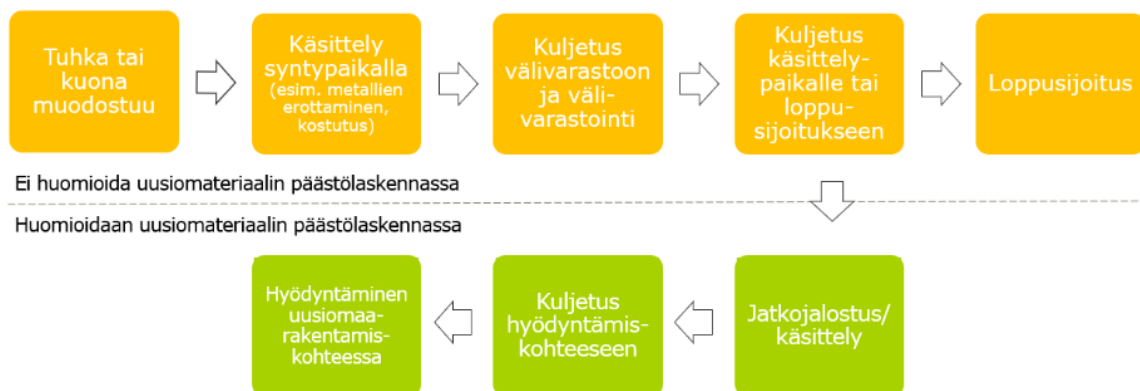 Tuhka tai
kuona
muodostuu
Käsittely
syntypaikalla
(esim. metallien
erottaminen,
kostutus)
Kuljetus
välivarastoon
ja väli-
varastointi
Kuljetus
käsittely-
paikalle tai
loppu-
sijoitukseen
Loppusijoitus
Ei huomioida uusiomateriaalin päästölaskennassa
Huomioidaan uusiomateriaalin päästölaskennassa
Hyödyntäminen
uusiomaa-
rakentamis-
kohteessa
Kuljetus
hyödyntämis-
kohteeseen
Jatkojalostus/
käsittely